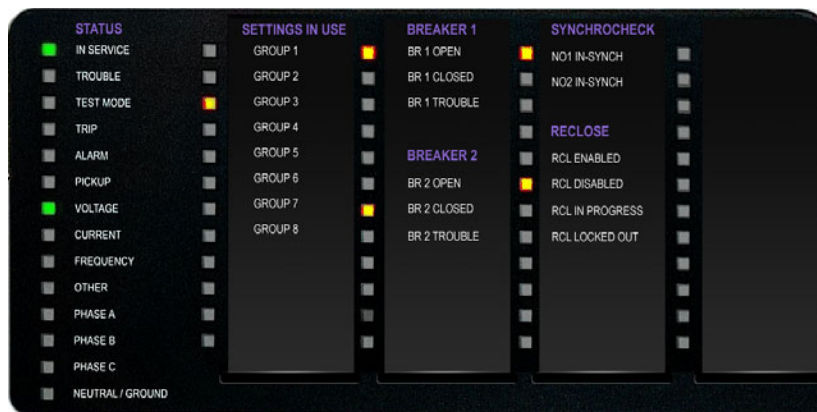 STATUS
IN SERVICE
TROUBLE
TEST MODE
TRIP
ALARM
PICKUP
VOLTAGE
CURRENT
FREQUENCY
OTHER
PHASE A
PHASE B
PHASE C
NEUTRAL / GROUND
SETTINGS IN USE
GROUP 1
GROUP 2
GROUP 3
GROUP 4
GROUP 5
GROUP 6
GROUP 7
GROUP 8
BREAKER 1
BR 1 OPEN
BR 1 CLOSED
BR 1 TROUBLE
BREAKER 2
BR 2 OPEN
BR 2 CLOSED
BR 2 TROUBLE
SYNCHROCHECK
NO1 IN-SYNCH
NO2 IN-SYNCH
RECLOSE
RCL ENABLED
RCL DISABLED
RCL IN PROGRESS
RCL LOCKED OUT